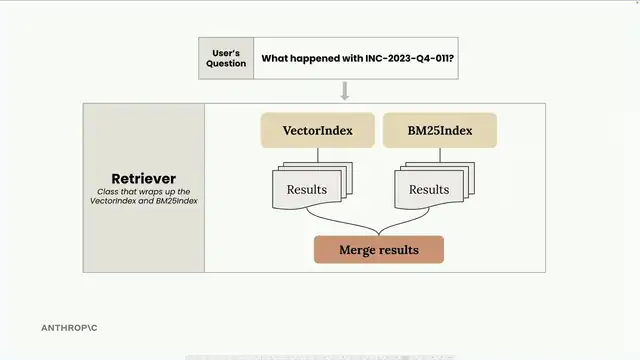 User's
Question
What happened with INC-2023-Q4-011?
VectorIndex
BM25Index
Retriever
Class that wraps up the
VectorIndex and BM25Index
Results
Results
Merge results
ANTHROP\C